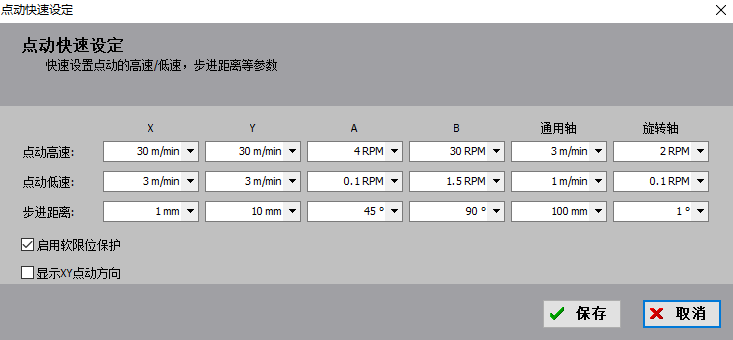 点动快速设定
点动快速设定
快速设置点动的高速/低速，步进距离等参数
X Y A B 通用轴 旋转轴
点动高速: 30 m/min 30 m/min 4 RPM 30 RPM 3 m/min 2 RPM
点动低速: 3 m/min 3 m/min 0.1 RPM 1.5 RPM 1 m/min 0.1 RPM
步进距离: 1 mm 10 mm 45 ° 90 ° 100 mm 1 °
启用软限位保护
显示XY点动方向
保存 取消